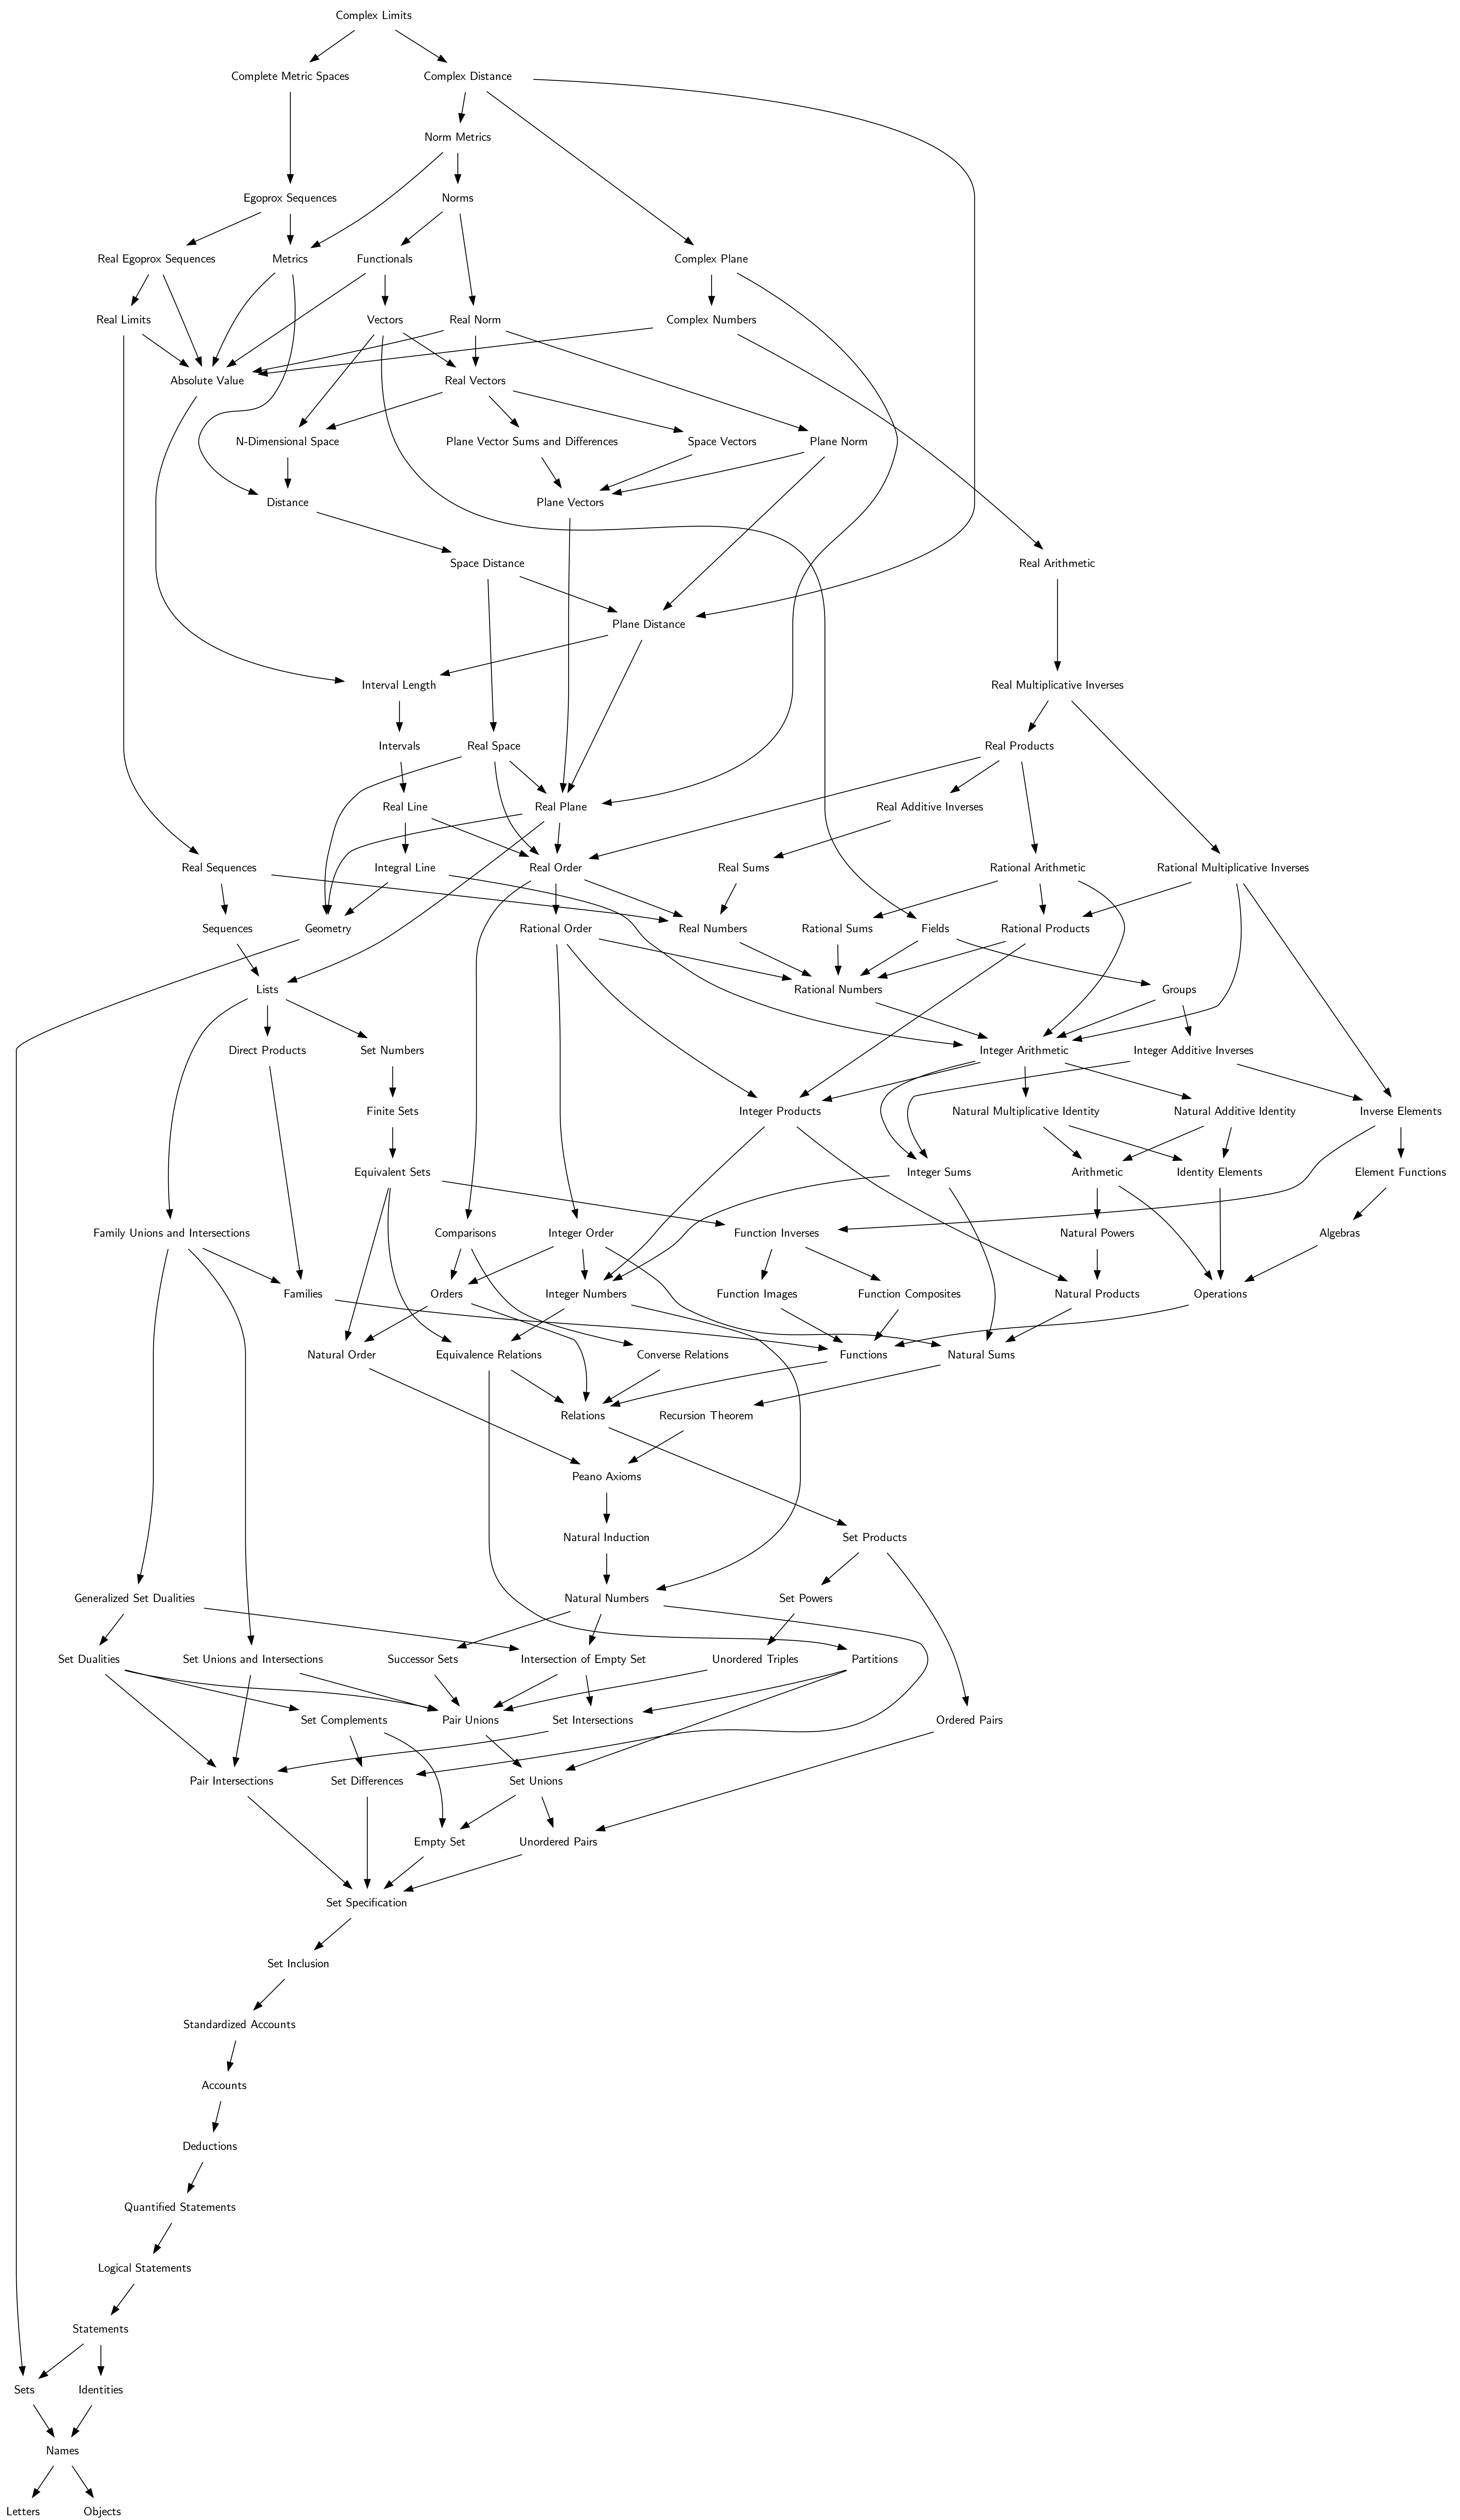 Complex Limits
Complete Metric Spaces
Complex Distance
Norm Metrics
Egoprox Sequences
Norms
Real Egoprox Sequences
Metrics
Functionals
Complex Plane
Real Limits
Vectors
Real Norm
Complex Numbers
Absolute Value
Real Vectors
N-Dimensional Space
Plane Vector Sums and Differences
Space Vectors
Plane Norm
Distance
Plane Vectors
Space Distance
Real Arithmetic
Plane Distance
Interval Length
Real Multiplicative Inverses
Intervals
Real Space
Real Products
Real Line
Real Plane
Real Additive Inverses
Real Sequences
Integral Line
Real Order
Real Sums
Rational Arithmetic
Rational Multiplicative Inverses
Sequences
Geometry
Rational Order
Real Numbers
Rational Sums
Fields
Rational Products
Lists
Rational Numbers
Groups
Direct Products
Set Numbers
Integer Arithmetic
Integer Additive Inverses
Finite Sets
Integer Products
Natural Multiplicative Identity
Natural Additive Identity
Inverse Elements
Equivalent Sets
Integer Sums
Arithmetic
Identity Elements
Element Functions
Family Unions and Intersections
Comparisons
Integer Order
Function Inverses
Natural Powers
Algebras
Families
Orders
Integer Numbers
Function Images
Function Composites
Natural Products
Operations
Natural Order
Equivalence Relations
Converse Relations
Functions
Natural Sums
Relations
Recursion Theorem
Peano Axioms
Natural Induction
Set Products
Generalized Set Dualities
Natural Numbers
Set Powers
Set Dualities
Set Unions and Intersections
Successor Sets
Intersection of Empty Set
Unordered Triples
Partitions
Set Complements
Pair Unions
Set Intersections
Ordered Pairs
Pair Intersections
Set Differences
Set Unions
Empty Set
Unordered Pairs
Set Specification
Set Inclusion
Standardized Accounts
Accounts
Deductions
Quantified Statements
Logical Statements
Statements
Sets
Identities
Names
Letters
Objects